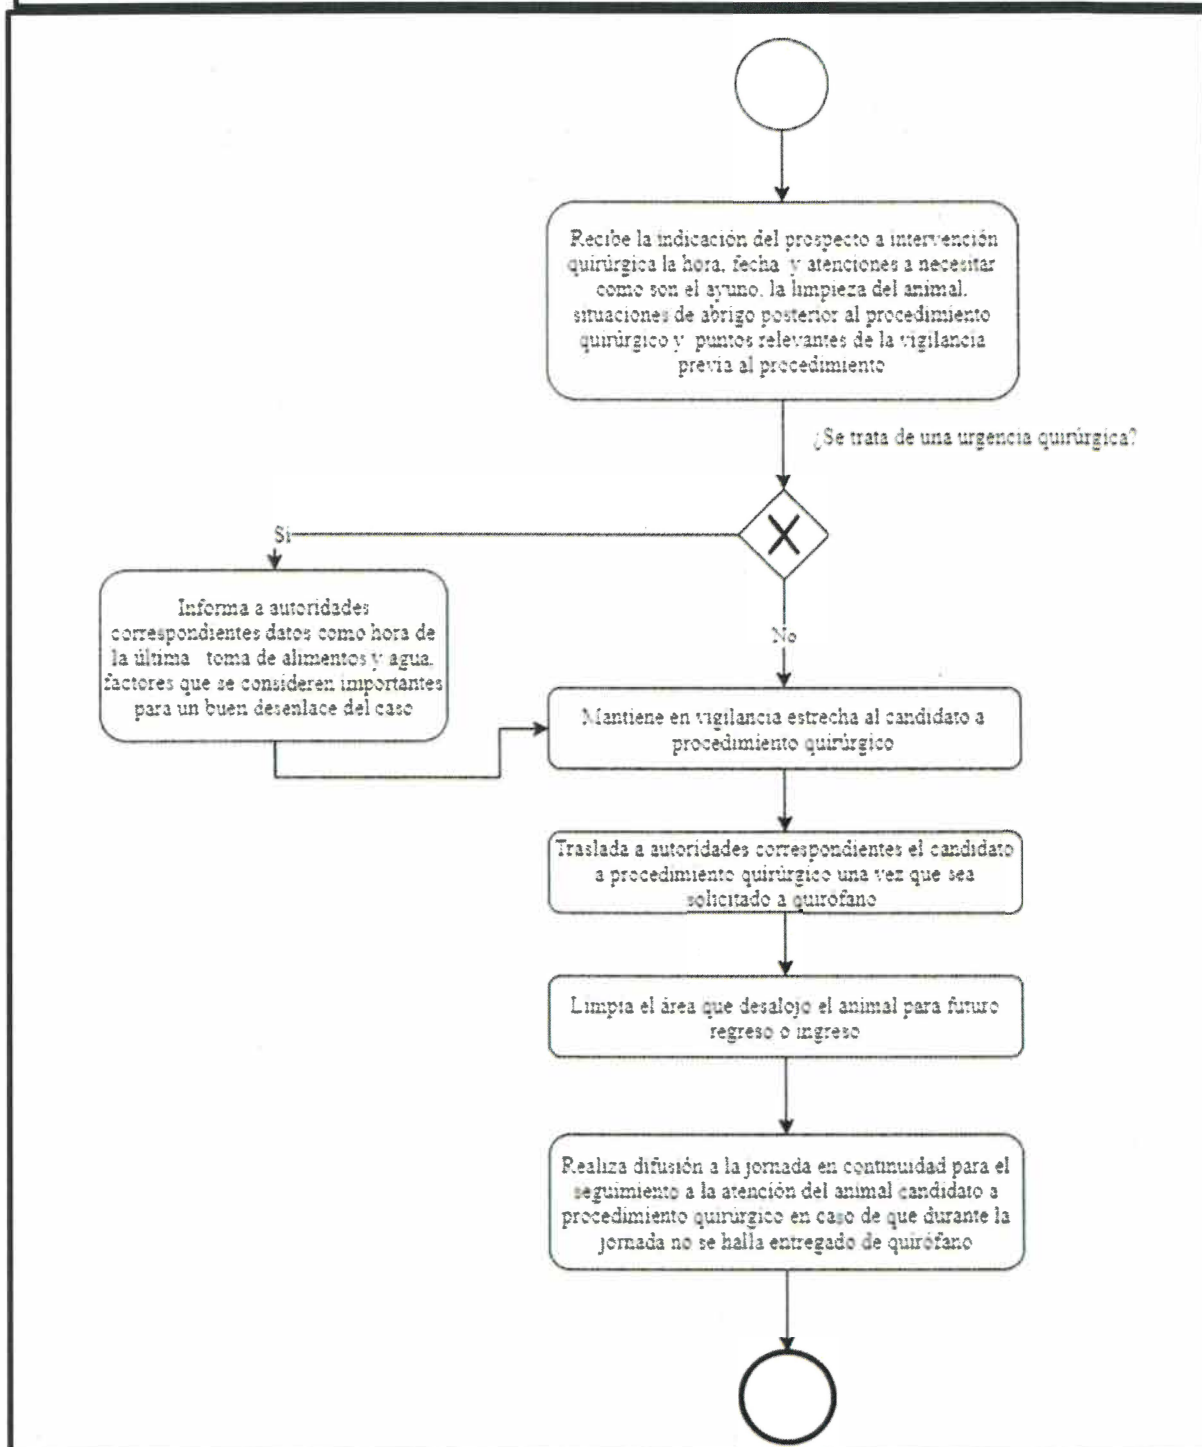 Recibe la indicación del prospecto a intervención
quirúrgica la hora, fecha y atenciones a necesitar
como son el ayuno, la limpieza del animal,
situaciones de abrigo posterior al procedimiento
quirúrgico y puntos relevantes de la vigilancia
previa al procedimiento
¿Se trata de una urgencia quirúrgica?
Si
Informa a autoridades
correspondientes datos como hora de
la última toma de alimentos y agua,
factores que se consideren importantes
para un buen desenlace del caso
No
Mantiene en vigilancia estrecha al candidato a
procedimiento quirúrgico
Traslada a autoridades correspondientes el candidato
a procedimiento quirúrgico una vez que sea
solicitado a quirófano
Limpia el área que desalojo el animal para futuro
regreso o ingreso
Realiza difusión a la jornada en continuidad para el
seguimiento a la atención del animal candidato a
procedimiento quirúrgico en caso de que durante la
jornada no se halla entregado de quirófano